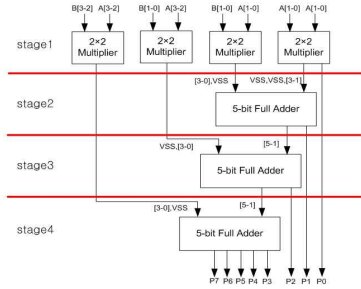 B[3-2] A[3-2] B[1-0] A[3-2] B[1-0] A[1-0] A[1-0] A[1-0]
stage1
2×2 Multiplier
2×2 Multiplier
2×2 Multiplier
2×2 Multiplier
[3-0],VSS VSS,VSS,[3-1]
stage2
5-bit Full Adder
VSS,[3-0] [5-1]
stage3
5-bit Full Adder
[3-0],VSS [5-1]
stage4
5-bit Full Adder
P7 P6 P5 P4 P3 P2 P1 P0